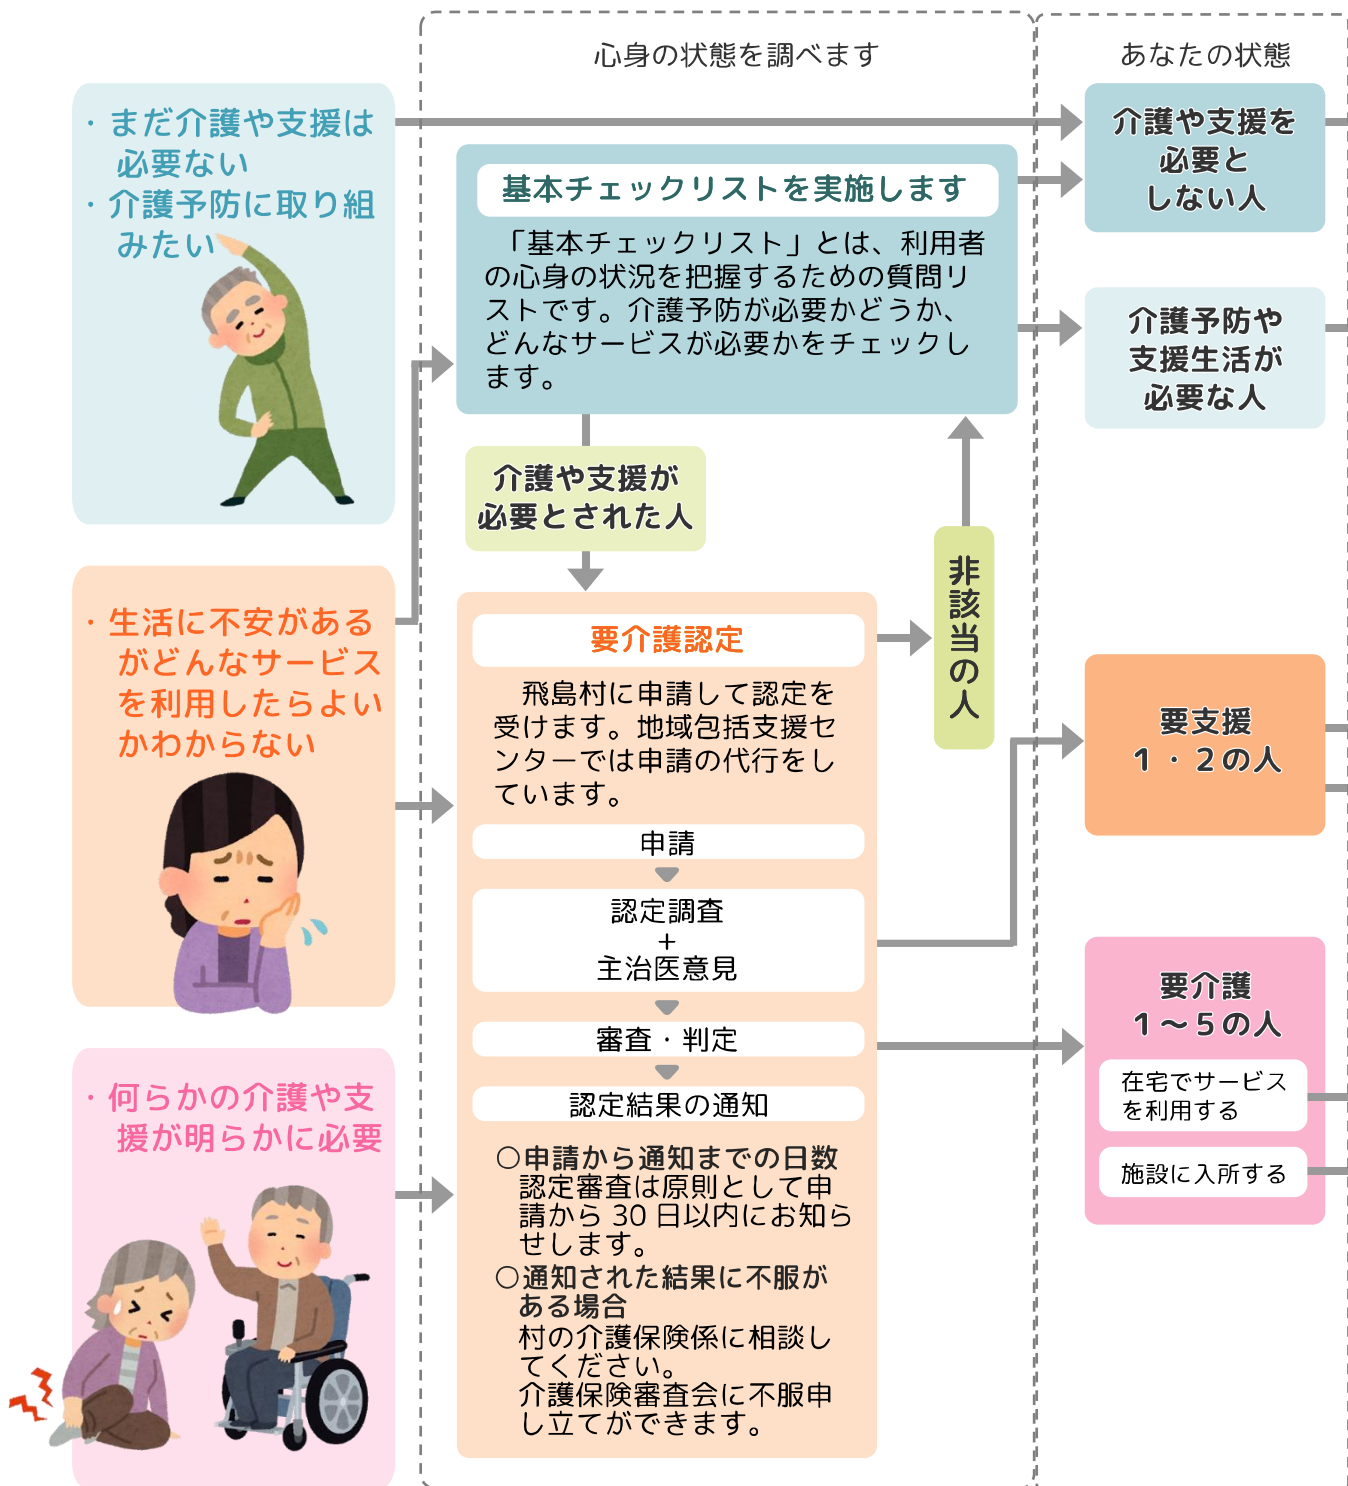 心身の状態を調べます
あなたの状態
・まだ介護や支援は
必要ない
・介護予防に取り組
みたい
・生活に不安がある
がどんなサービス
を利用したらよい
かわからない
・何らかの介護や支
援が明らかに必要
基本チェックリストを実施します
「基本チェックリスト」とは、利用者
の心身の状況を把握するための質問リ
ストです。介護予防が必要かどうか、
どんなサービスが必要かをチェックし
ます。
介護や支援が
必要とされた人
非該当の人
要介護認定
飛島村に申請して認定を
受けます。地域包括支援セ
ンターでは申請の代行をし
ています。
申請
認定調査
+
主治医意見
審査・判定
認定結果の通知
○申請から通知までの日数
認定審査は原則として申
請から 30 日以内にお知ら
せします。
○通知された結果に不服が
ある場合
村の介護保険係に相談し
てください。
介護保険審査会に不服申
し立てができます。
介護や支援を
必要と
しない人
介護予防や
支援生活が
必要な人
要支援
1・2の人
要介護
1～5の人
在宅でサービス
を利用する
施設に入所する